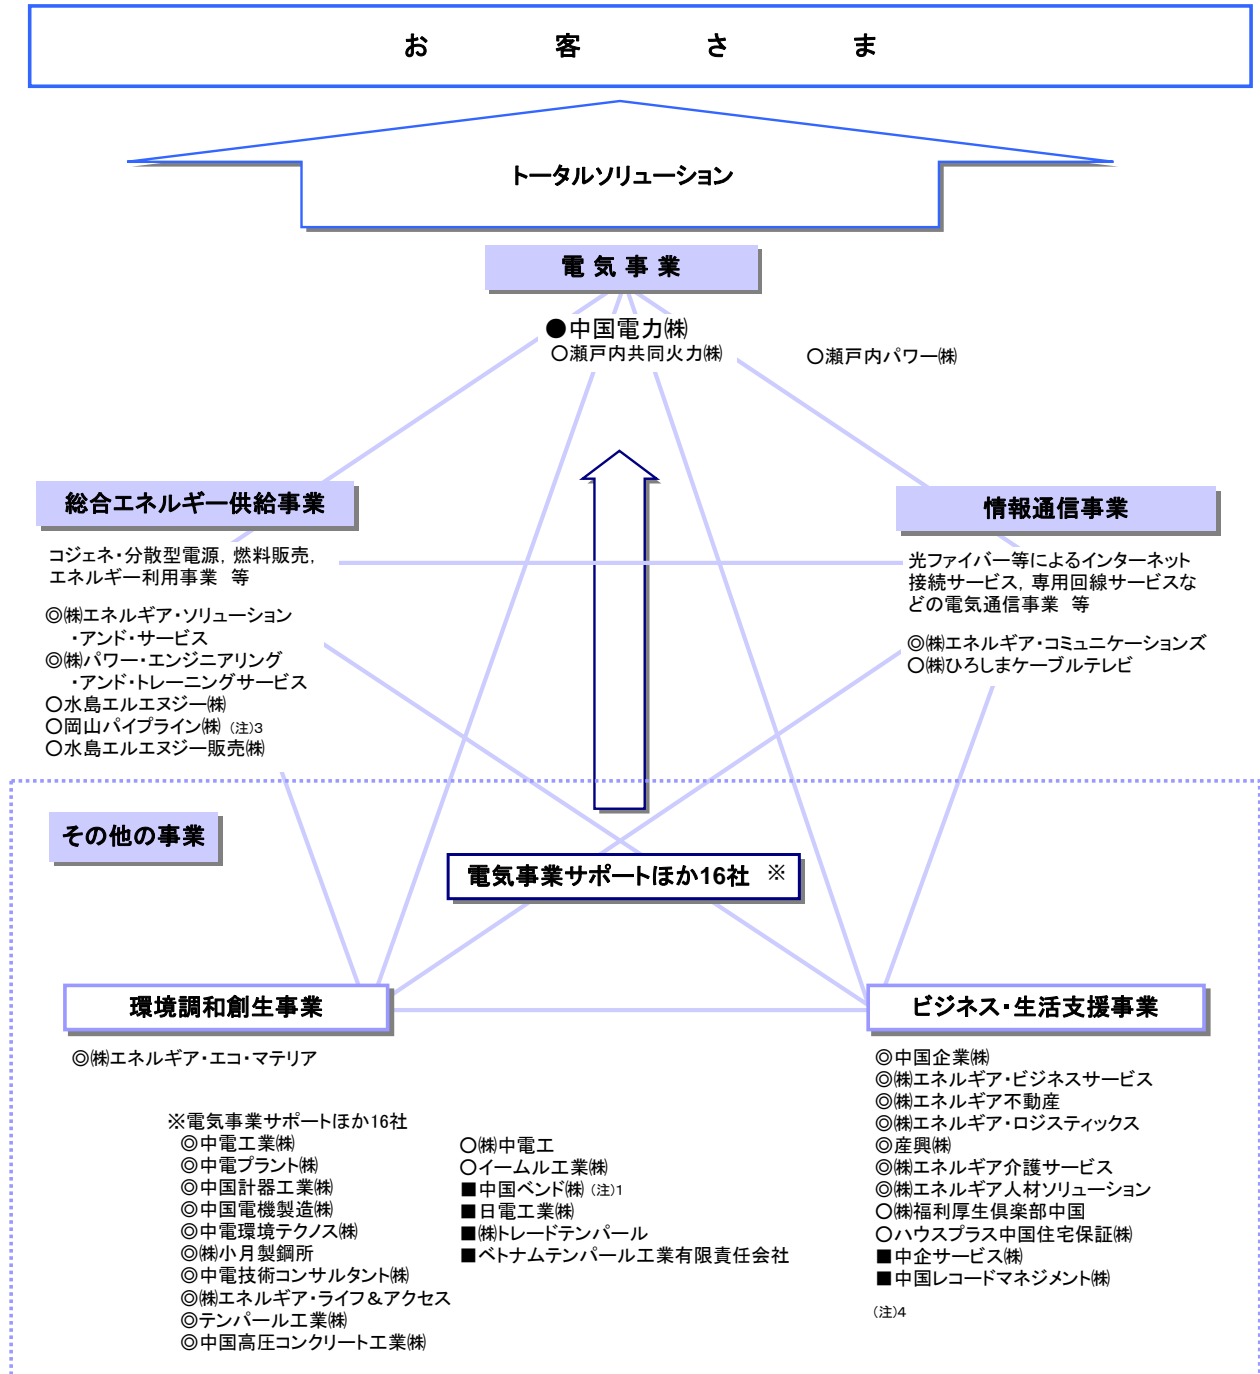 お客さま
トータルソリューション
電気事業
●中国電力㈱
○瀬戸内共同火力㈱
○瀬戸内パワー㈱
総合エネルギー供給事業
コジェネ・分散型電源, 燃料販売,
エネルギー利用事業 等
◎㈱エネルギア・ソリューション
・アンド・サービス
◎㈱パワー・エンジニアリング
・アンド・トレーニングサービス
○水島エルエヌジー㈱
○岡山パイプライン㈱ (注)3
○水島エルエヌジー販売㈱
情報通信事業
光ファイバー等によるインターネット
接続サービス, 専用回線サービスな
どの電気通信事業 等
◎㈱エネルギア・コミュニケーションズ
○㈱ひろしまケーブルテレビ
その他の事業
電気事業サポートほか16社 ※
環境調和創生事業
◎㈱エネルギア・エコ・マテリア
※電気事業サポートほか16社
◎中電工業㈱
◎中電プラント㈱
◎中国計器工業㈱
◎中国電機製造㈱
◎中電環境テクノス㈱
◎㈱小月製鋼所
◎中電技術コンサルタント㈱
◎㈱エネルギア・ライフ＆アクセス
◎テンパール工業㈱
◎中国高圧コンクリート工業㈱
○㈱中電工
○イームル工業㈱
■中国ベンド㈱ (注)1
■日電工業㈱
■㈱トレードテンパール
■ベトナムテンパール工業有限責任会社
ビジネス・生活支援事業
◎中国企業㈱
◎㈱エネルギア・ビジネスサービス
◎㈱エネルギア不動産
◎㈱エネルギア・ロジスティックス
◎産興㈱
◎㈱エネルギア介護サービス
◎㈱エネルギア人材ソリューション
○㈱福利厚生倶楽部中国
○ハウスプラス中国住宅保証㈱
■中企サービス㈱
■中国レコードマネジメント㈱
(注)4